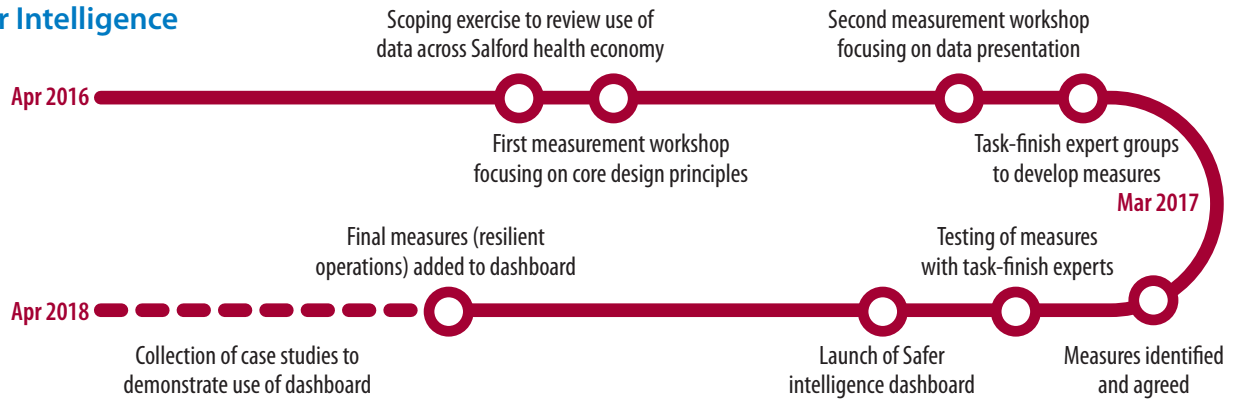 r Intelligence
Scoping exercise to review use of
data across Salford health economy
Second measurement workshop
focusing on data presentation
Apr 2016
First measurement workshop
focusing on core design principles
Task-finish expert groups
to develop measures
Mar 2017
Final measures (resilient
operations) added to dashboard
Testing of measures
with task-finish experts
Apr 2018
Collection of case studies to
demonstrate use of dashboard
Launch of Safer
intelligence dashboard
Measures identified
and agreed